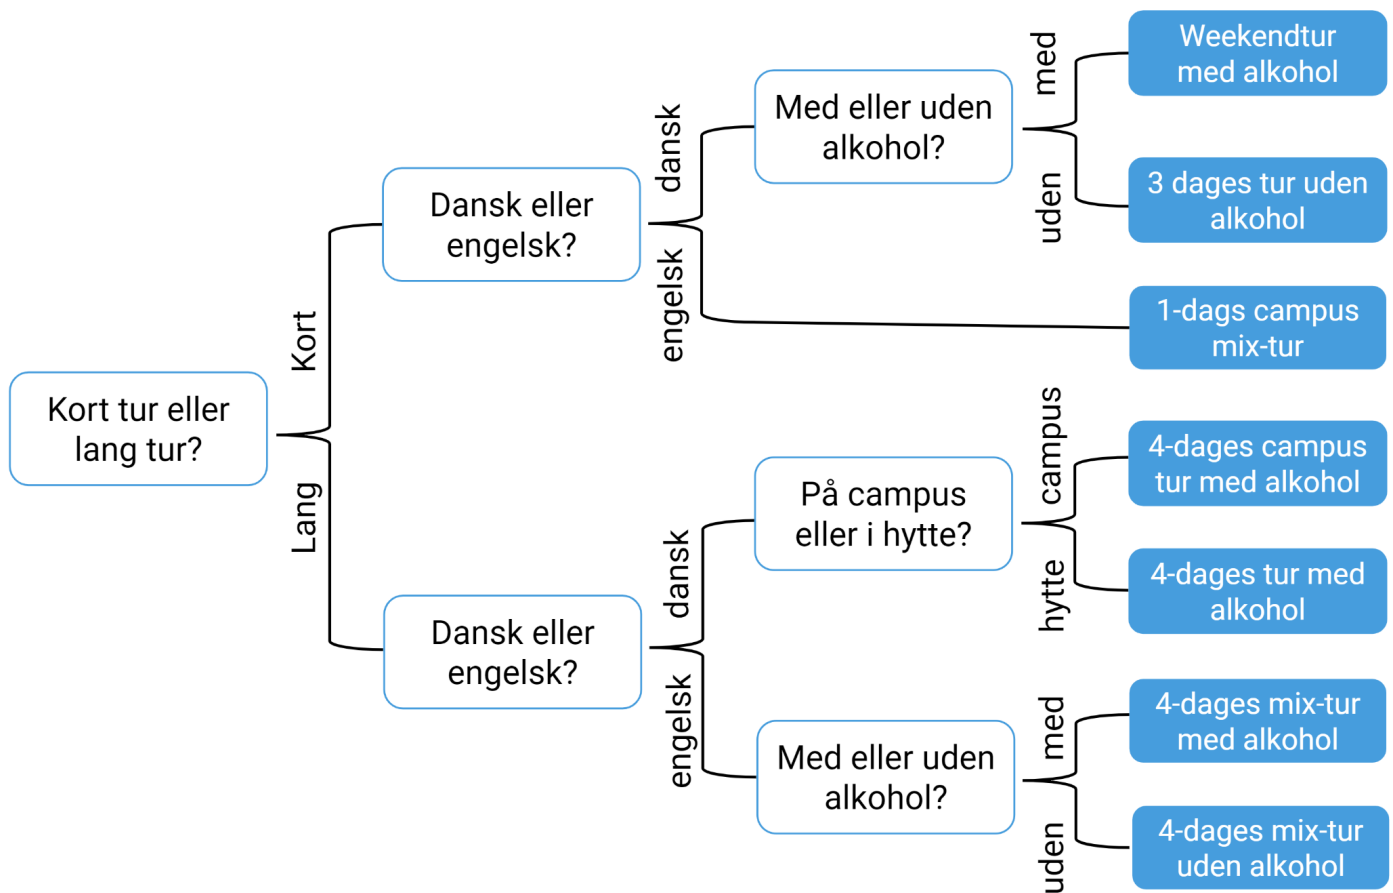 Kort tur eller
lang tur?
Kort
Lang
Dansk eller
engelsk?
dansk
engelsk
Med eller uden
alkohol?
med
uden
Weekendtur
med alkohol
3 dages tur uden
alkohol
1-dags campus
mix-tur
Dansk eller
engelsk?
dansk
engelsk
På campus
eller i hytte?
campus
hytte
4-dages campus
tur med alkohol
4-dages tur med
alkohol
Med eller uden
alkohol?
med
uden
4-dages mix-tur
med alkohol
4-dages mix-tur
uden alkohol